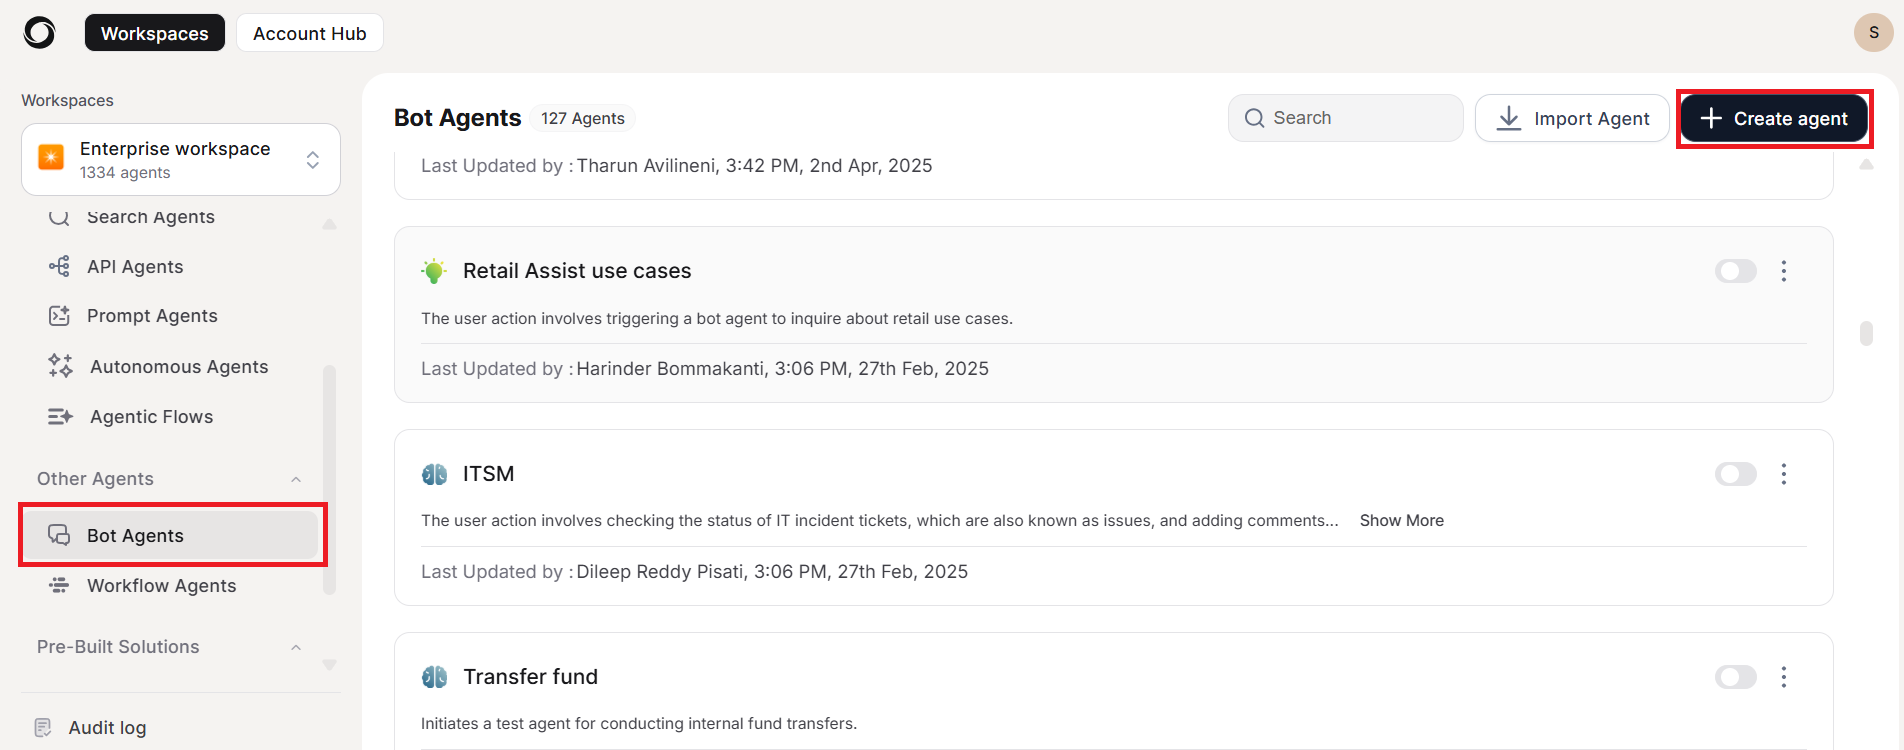 Workspaces
Account Hub
S
Workspaces
Enterprise workspace
1334 agents
Search Agents
API Agents
Prompt Agents
Autonomous Agents
Agentic Flows
Other Agents
Bot Agents
Workflow Agents
Pre-Built Solutions
Audit log
Bot Agents 127 Agents
Search
Import Agent
Create agent
Last Updated by : Tharun Avilineni, 3:42 PM, 2nd Apr, 2025
Retail Assist use cases
The user action involves triggering a bot agent to inquire about retail use cases.
Last Updated by : Harinder Bommakanti, 3:06 PM, 27th Feb, 2025
ITSM
The user action involves checking the status of IT incident tickets, which are also known as issues, and adding comments... Show More
Last Updated by : Dileep Reddy Pisati, 3:06 PM, 27th Feb, 2025
Transfer fund
Initiates a test agent for conducting internal fund transfers.